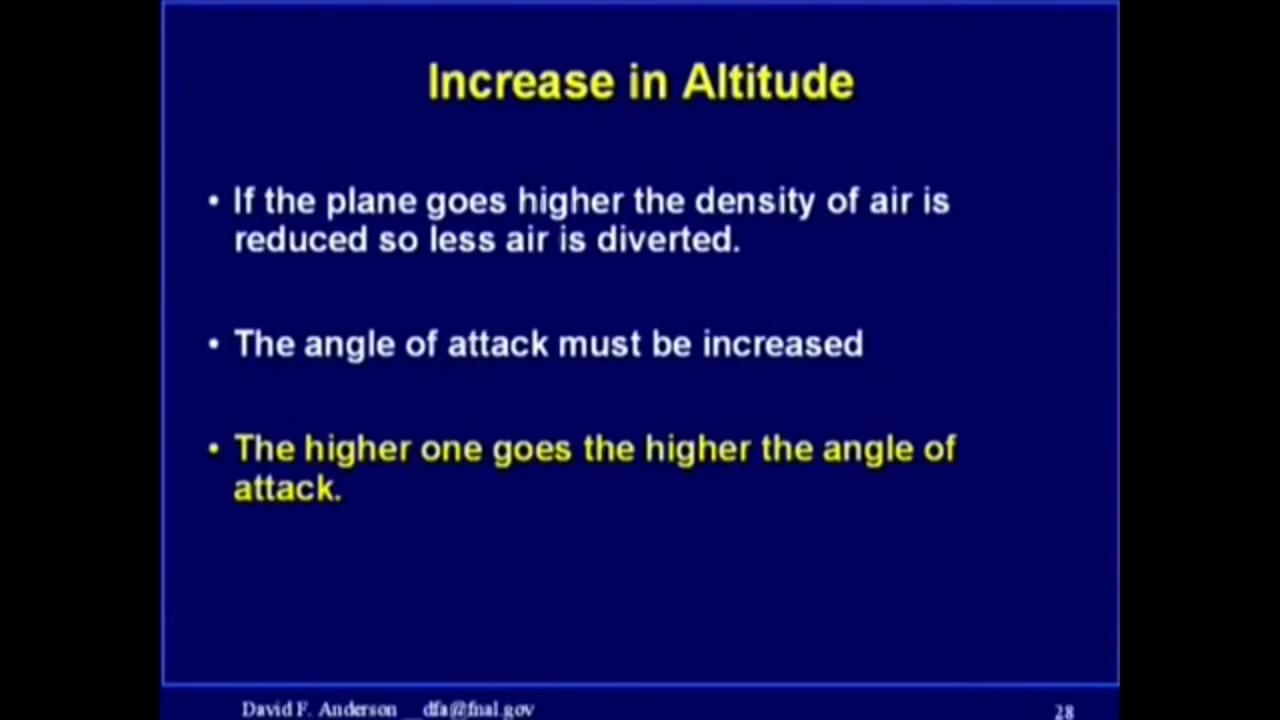 Increase in Altitude
• If the plane goes higher the density of air is
reduced so less air is diverted.
• The angle of attack must be increased
• The higher one goes the higher the angle of
attack.
David F. Anderson __dfa@fnal.gov
28